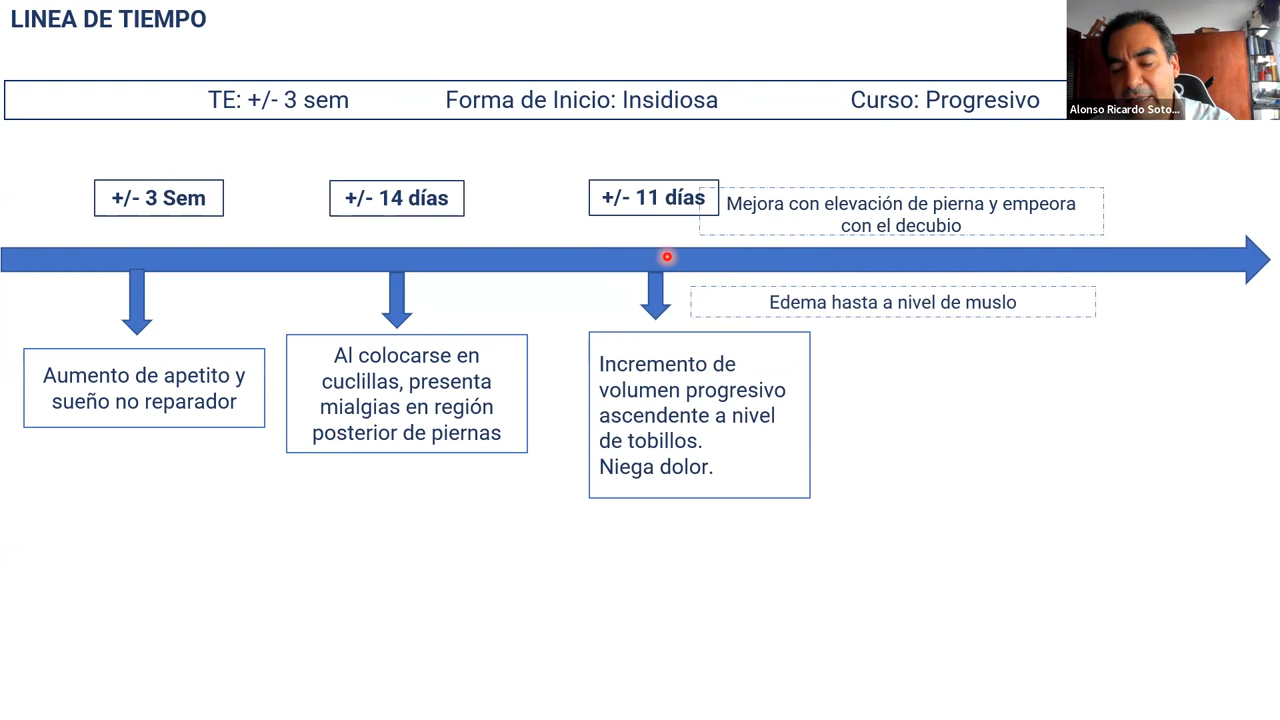 LINEA DE TIEMPO
TE: +/- 3 sem Forma de Inicio: Insidiosa Curso: Progresivo
Alonso Ricardo Soto...
+/- 3 Sem
+/- 14 días
+/- 11 días
Mejora con elevación de pierna y empeora
con el decubio
Edema hasta a nivel de muslo
Aumento de apetito y
sueño no reparador
Al colocarse en
cuclillas, presenta
mialgias en región
posterior de piernas
Incremento de
volumen progresivo
ascendente a nivel
de tobillos.
Niega dolor.